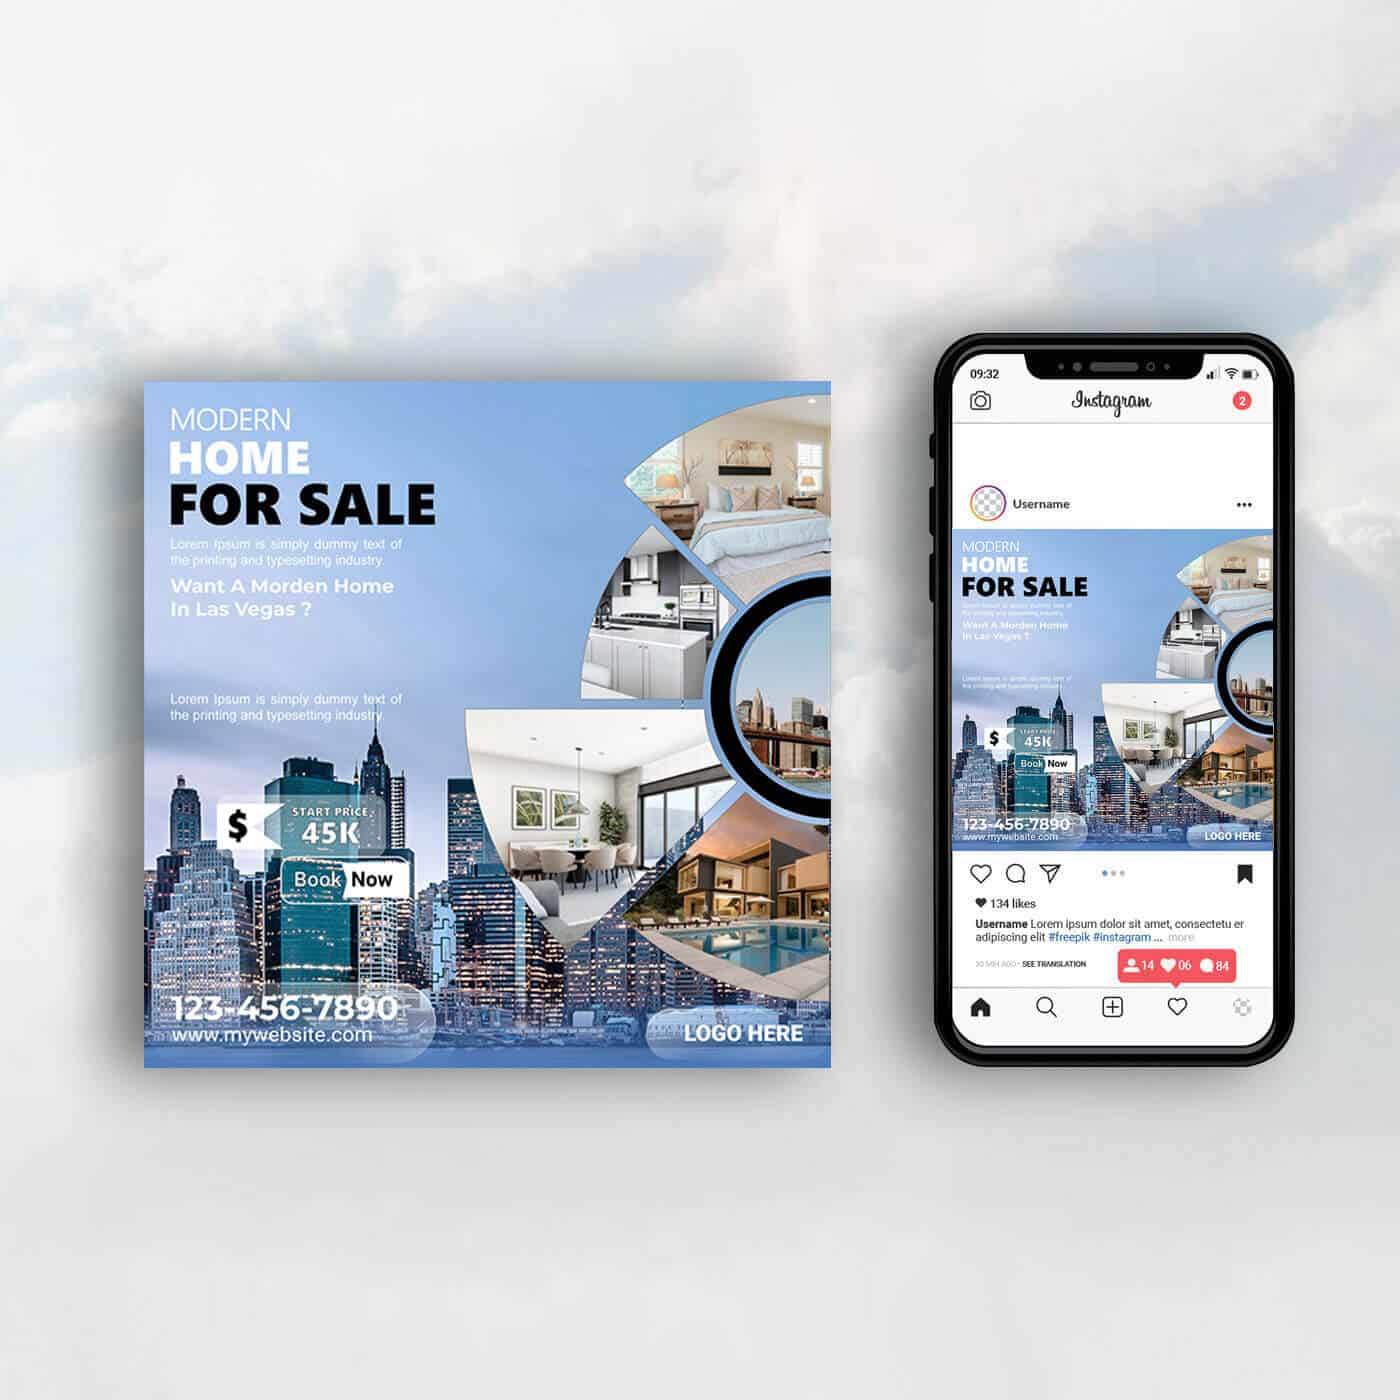 MODERN
HOME
FOR SALE
Lorem Ipsum is simply dummy text of
the printing and typesetting industry.
Want A Morden Home
In Las Vegas ?
Lorem Ipsum is simply dummy text of
the printing and typesetting industry.
$
START PRICE
45K
Book Now
123-456-7890
www.mywebsite.com
LOGO HERE
09:32
Instagram
2
Username
MODERN
HOME
FOR SALE
Lorem Ipsum is simply dummy text of
the printing and typesetting industry.
Want A Morden Home
In Las Vegas ?
Lorem Ipsum is simply dummy text of
the printing and typesetting industry.
$
START PRICE
45K
Book Now
123-456-7890
www.mywebsite.com
LOGO HERE
134 likes
Username Lorem ipsum dolor sit amet, consectetu er
adipiscing elit #freepik #instagram ... more
30 MIH AGO • SEE TRANSLATION
14 06 84